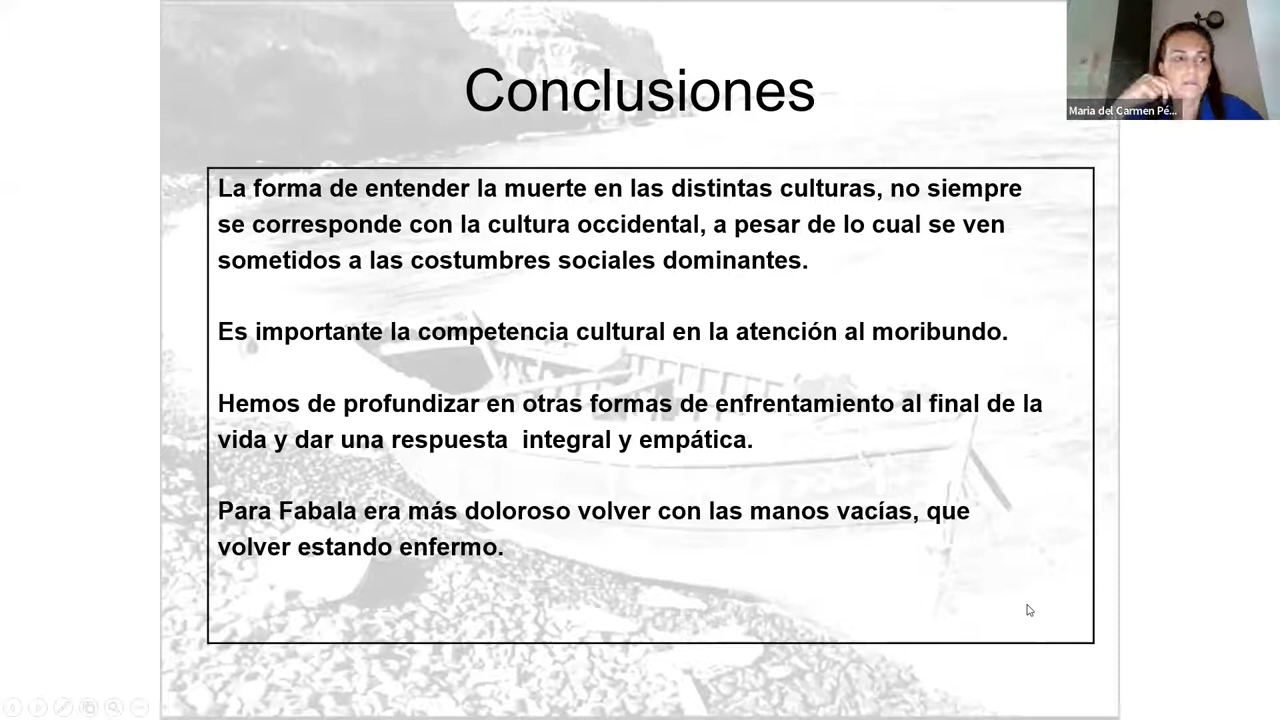 Conclusiones
Maria del Carmen Pé...
La forma de entender la muerte en las distintas culturas, no siempre
se corresponde con la cultura occidental, a pesar de lo cual se ven
sometidos a las costumbres sociales dominantes.
Es importante la competencia cultural en la atención al moribundo.
Hemos de profundizar en otras formas de enfrentamiento al final de la
vida y dar una respuesta  integral y empática.
Para Fabala era más doloroso volver con las manos vacías, que
volver estando enfermo.